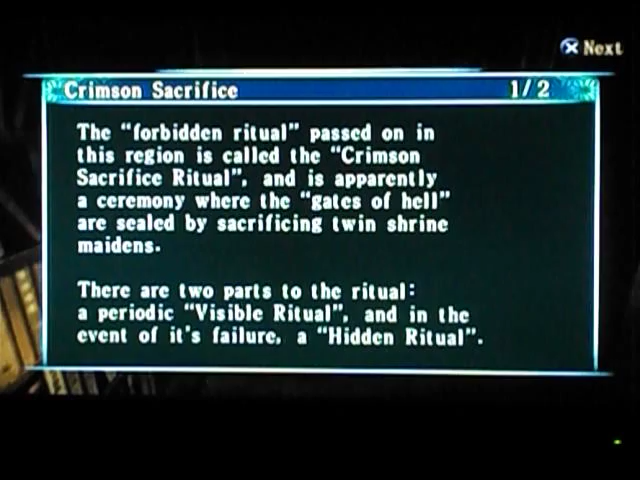 Next
Crimson Sacrifice 1/2
The "forbidden ritual" passed on in
this region is called the "Crimson
Sacrifice Ritual", and is apparently
a ceremony where the "gates of hell"
are sealed by sacrificing twin shrine
maidens.
There are two parts to the ritual:
a periodic "Visible Ritual", and in the
event of it's failure, a "Hidden Ritual".